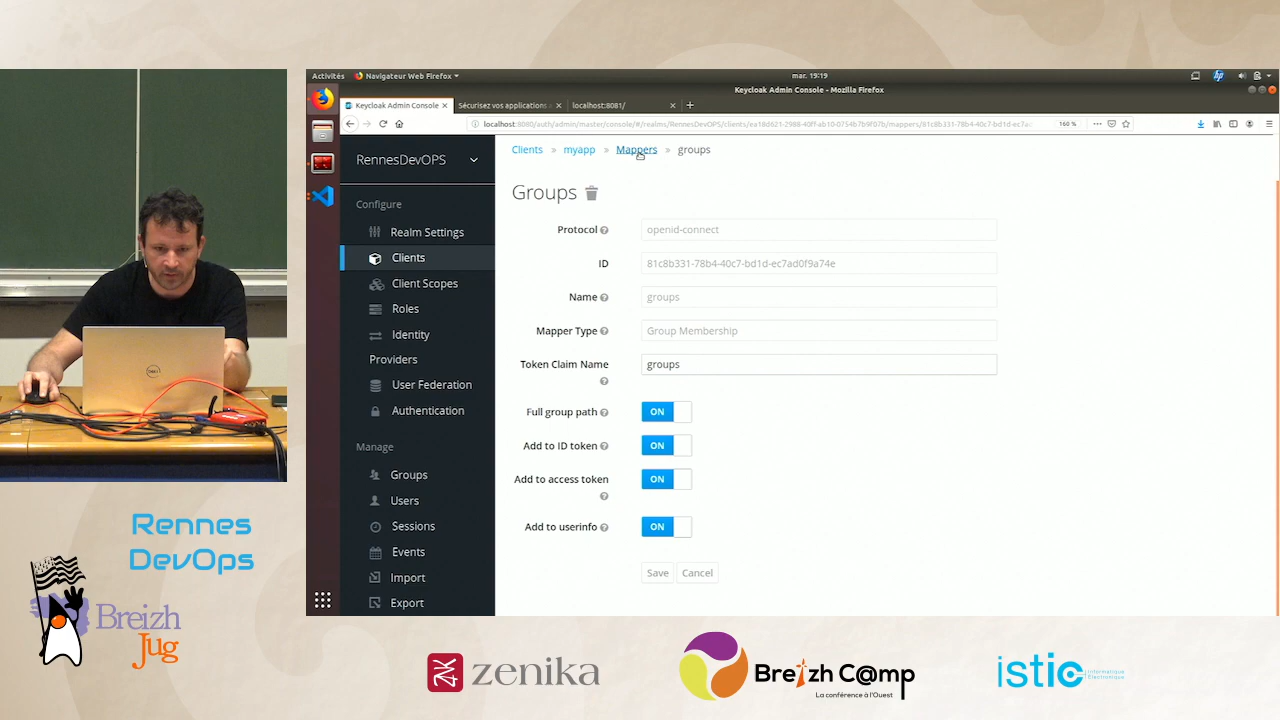 Activités
Navigateur Web Firefox
mar. 19:19
Keycloak Admin Console - Mozilla Firefox
Keycloak Admin Console
Sécurisez vos applications
localhost:8081/
160 %
RennesDevOPS
Clients » myapp » Mappers » groups
Configure
Realm Settings
Clients
Client Scopes
Roles
Identity
Providers
User Federation
Authentication
Manage
Groups
Users
Sessions
Events
Import
Export
Groups
Protocol
openid-connect
ID
81c8b331-78b4-40c7-bd1d-ec7ad0f9a74e
Name
groups
Mapper Type
Group Membership
Token Claim Name
groups
Full group path
ON
Add to ID token
ON
Add to access token
ON
Add to userinfo
ON
Save
Cancel
DELL
Rennes
DevOps
Breizh
Jug
zenika
Breizh C@mp
La conférence à l'Ouest
istic
Informatique
Électronique